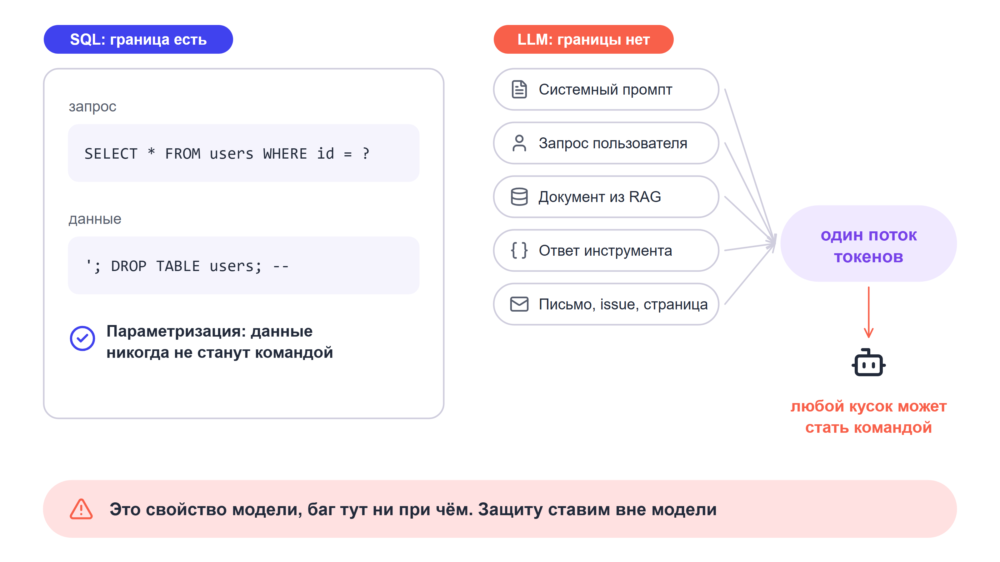 SQL: граница есть
запрос
SELECT * FROM users WHERE id = ?
данные
'; DROP TABLE users; --
Параметризация: данные
никогда не станут командой
LLM: границы нет
Системный промпт
Запрос пользователя
Документ из RAG
Ответ инструмента
Письмо, issue, страница
один поток
токенов
любой кусок может
стать командой
Это свойство модели, баг тут ни при чём. Защиту ставим вне модели